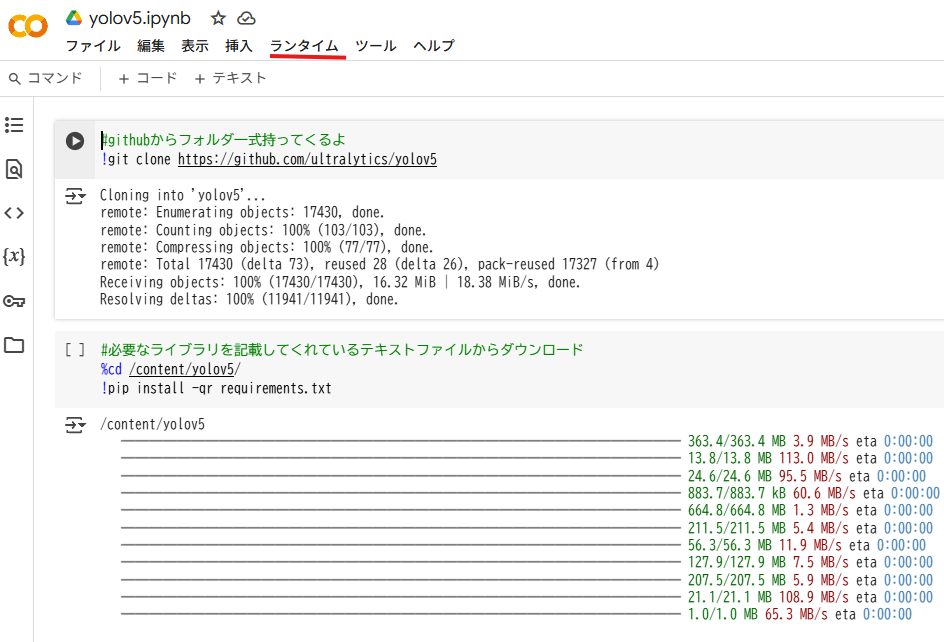 yolov5.ipynb
ファイル 編集 表示 挿入 ランタイム ツール ヘルプ
コマンド + コード + テキスト
#githubからフォルダ一式持ってくるよ
!git clone https://github.com/ultralytics/yolov5
Cloning into 'yolov5'...
remote: Enumerating objects: 17430, done.
remote: Counting objects: 100% (103/103), done.
remote: Compressing objects: 100% (77/77), done.
remote: Total 17430 (delta 73), reused 28 (delta 26), pack-reused 17327 (from 4)
Receiving objects: 100% (17430/17430), 16.32 MiB | 18.38 MiB/s, done.
Resolving deltas: 100% (11941/11941), done.
[ ] #必要なライブラリを記載してくれているテキストファイルからダウンロード
%cd /content/yolov5/
!pip install -qr requirements.txt
/content/yolov5
363.4/363.4 MB 3.9 MB/s eta 0:00:00
13.8/13.8 MB 113.0 MB/s eta 0:00:00
24.6/24.6 MB 95.5 MB/s eta 0:00:00
883.7/883.7 kB 60.6 MB/s eta 0:00:00
664.8/664.8 MB 1.3 MB/s eta 0:00:00
211.5/211.5 MB 5.4 MB/s eta 0:00:00
56.3/56.3 MB 11.9 MB/s eta 0:00:00
127.9/127.9 MB 7.5 MB/s eta 0:00:00
207.5/207.5 MB 5.9 MB/s eta 0:00:00
21.1/21.1 MB 108.9 MB/s eta 0:00:00
1.0/1.0 MB 65.3 MB/s eta 0:00:00